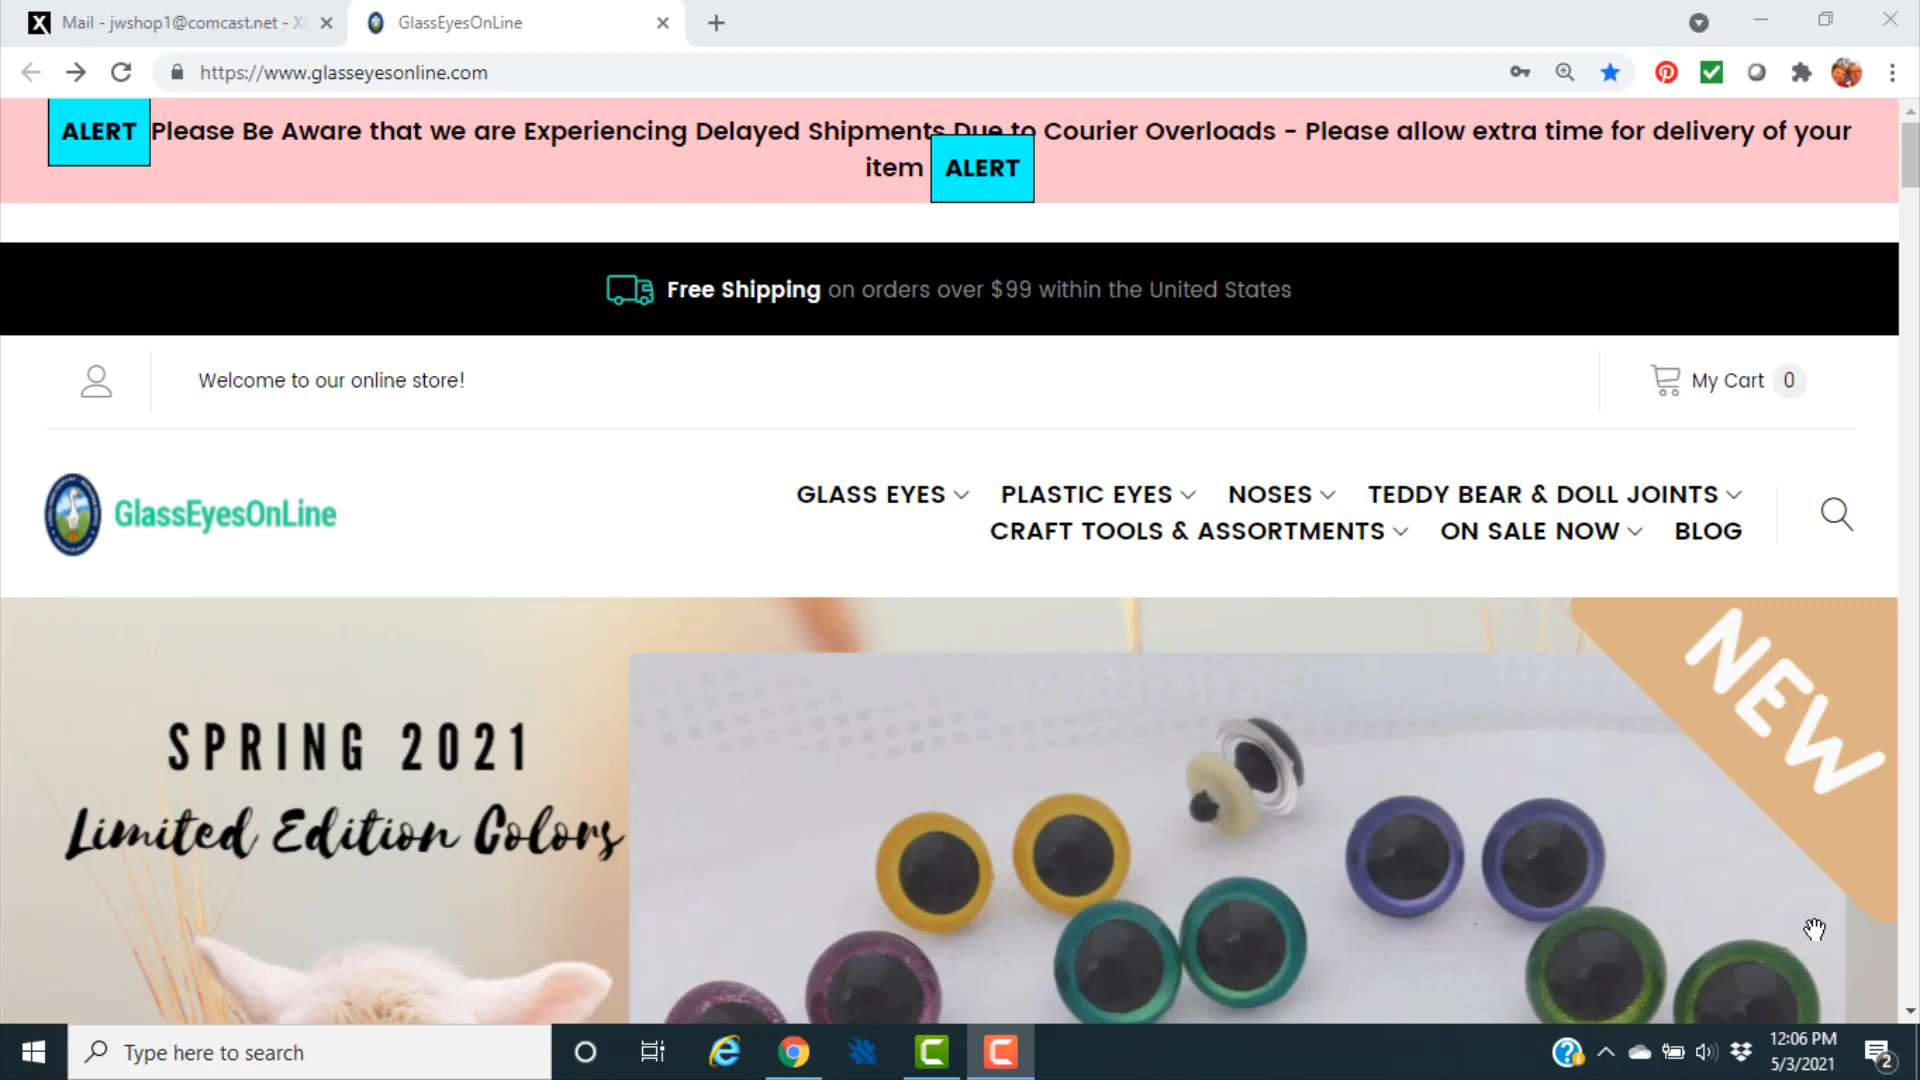 X Mail - jwshop1@comcast.net - X
GlassEyesOnLine
https://www.glasseyesonline.com
ALERT Please Be Aware that we are Experiencing Delayed Shipments Due to Courier Overloads - Please allow extra time for delivery of your
item ALERT
Free Shipping on orders over $99 within the United States
Welcome to our online store!
My Cart 0
GlassEyesOnLine
GLASS EYES PLASTIC EYES NOSES TEDDY BEAR & DOLL JOINTS
CRAFT TOOLS & ASSORTMENTS ON SALE NOW BLOG
NEW
SPRING 2021
Limited Edition Colors
Type here to search
12:06 PM
5/3/2021
2